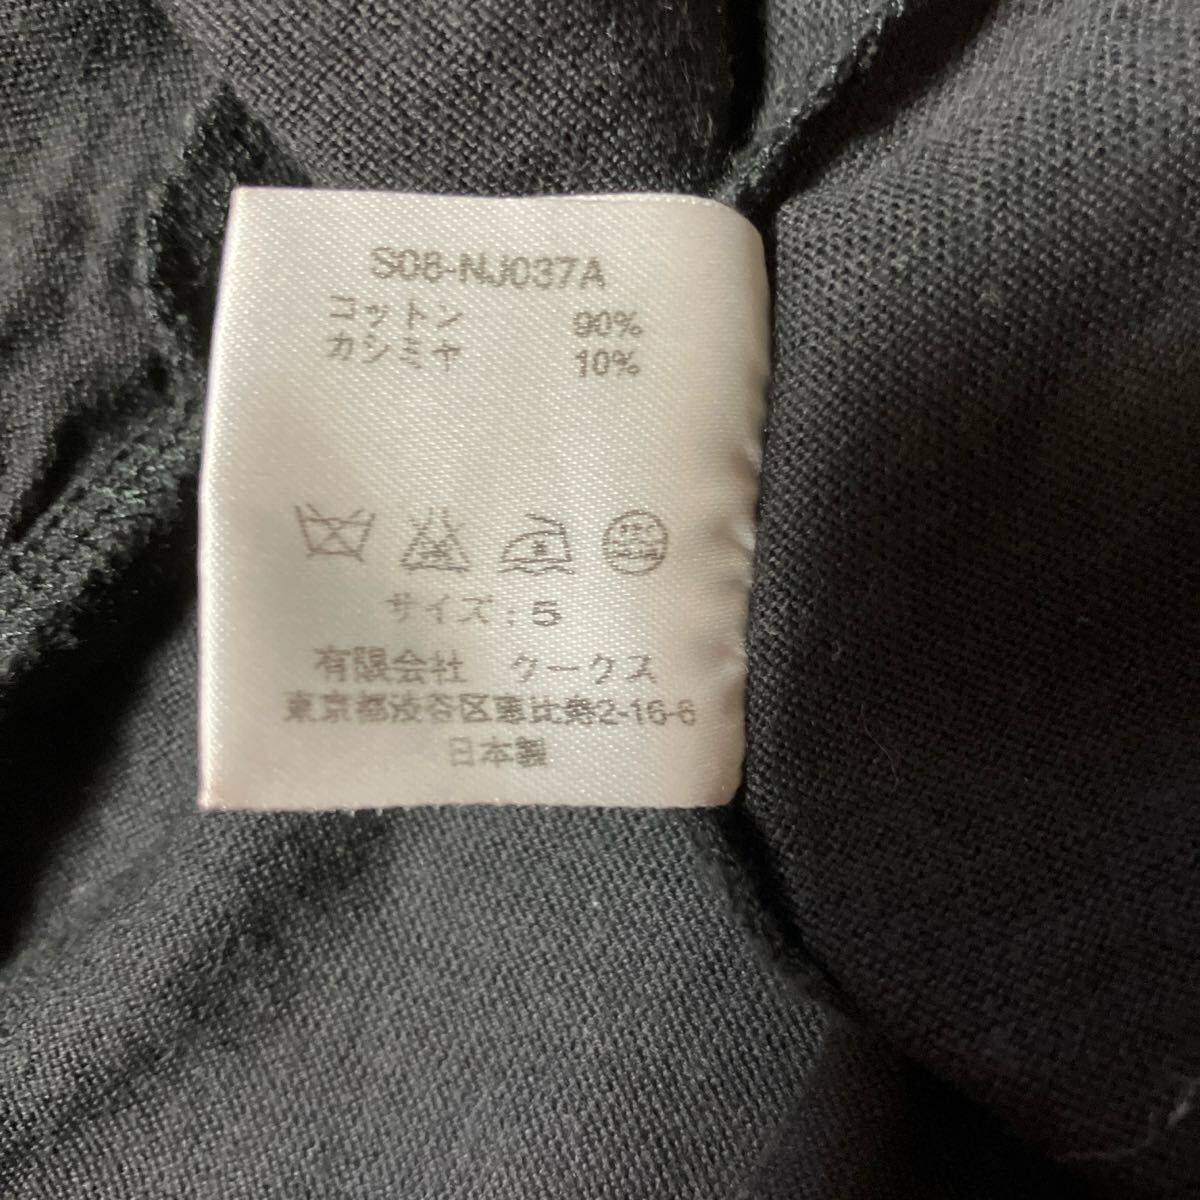 S08-NJ037A
コットン 90%
カシミヤ 10%
サイズ：5
有限会社 クークス
東京都渋谷区恵比寿2-16-6
日本製